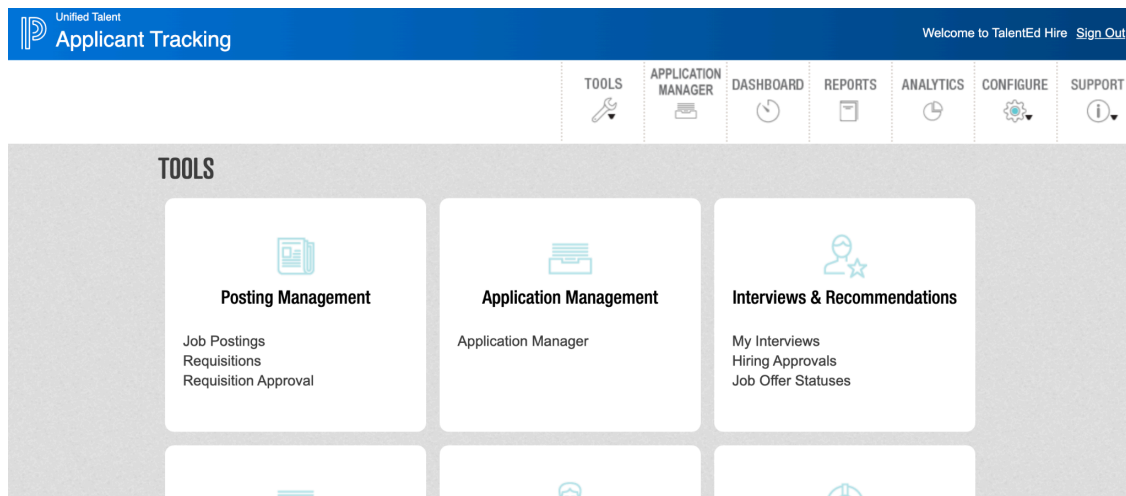 Unified Talent
Applicant Tracking
Welcome to TalentEd Hire Sign Out
TOOLS
APPLICATION
MANAGER
DASHBOARD
REPORTS
ANALYTICS
CONFIGURE
SUPPORT
TOOLS
Posting Management
Job Postings
Requisitions
Requisition Approval
Application Management
Application Manager
Interviews & Recommendations
My Interviews
Hiring Approvals
Job Offer Statuses